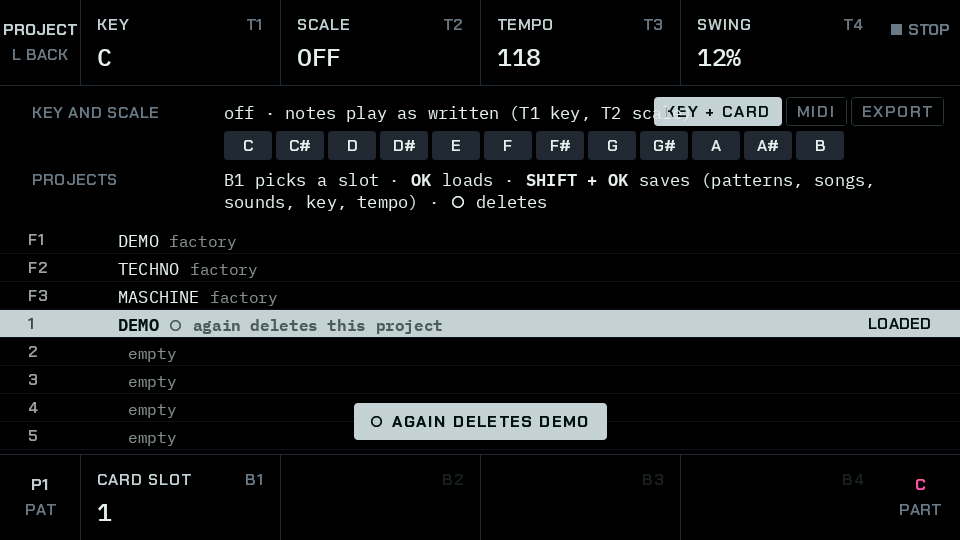 PROJECT
L BACK
KEY T1
C
SCALE T2
OFF
TEMPO T3
118
SWING T4
12%
STOP
KEY AND SCALE
off · notes play as written (T1 key, T2 scale)
KEY + CARD MIDI EXPORT
C C# D D# E F F# G G# A A# B
PROJECTS
B1 picks a slot · OK loads · SHIFT + OK saves (patterns, songs,
sounds, key, tempo) · O deletes
F1 DEMO factory
F2 TECHNO factory
F3 MASCHINE factory
1 DEMO O again deletes this project LOADED
2 empty
3 empty
4 empty
5 empty
O AGAIN DELETES DEMO
P1
PAT
CARD SLOT B1
1
B2
B3
B4
C
PART